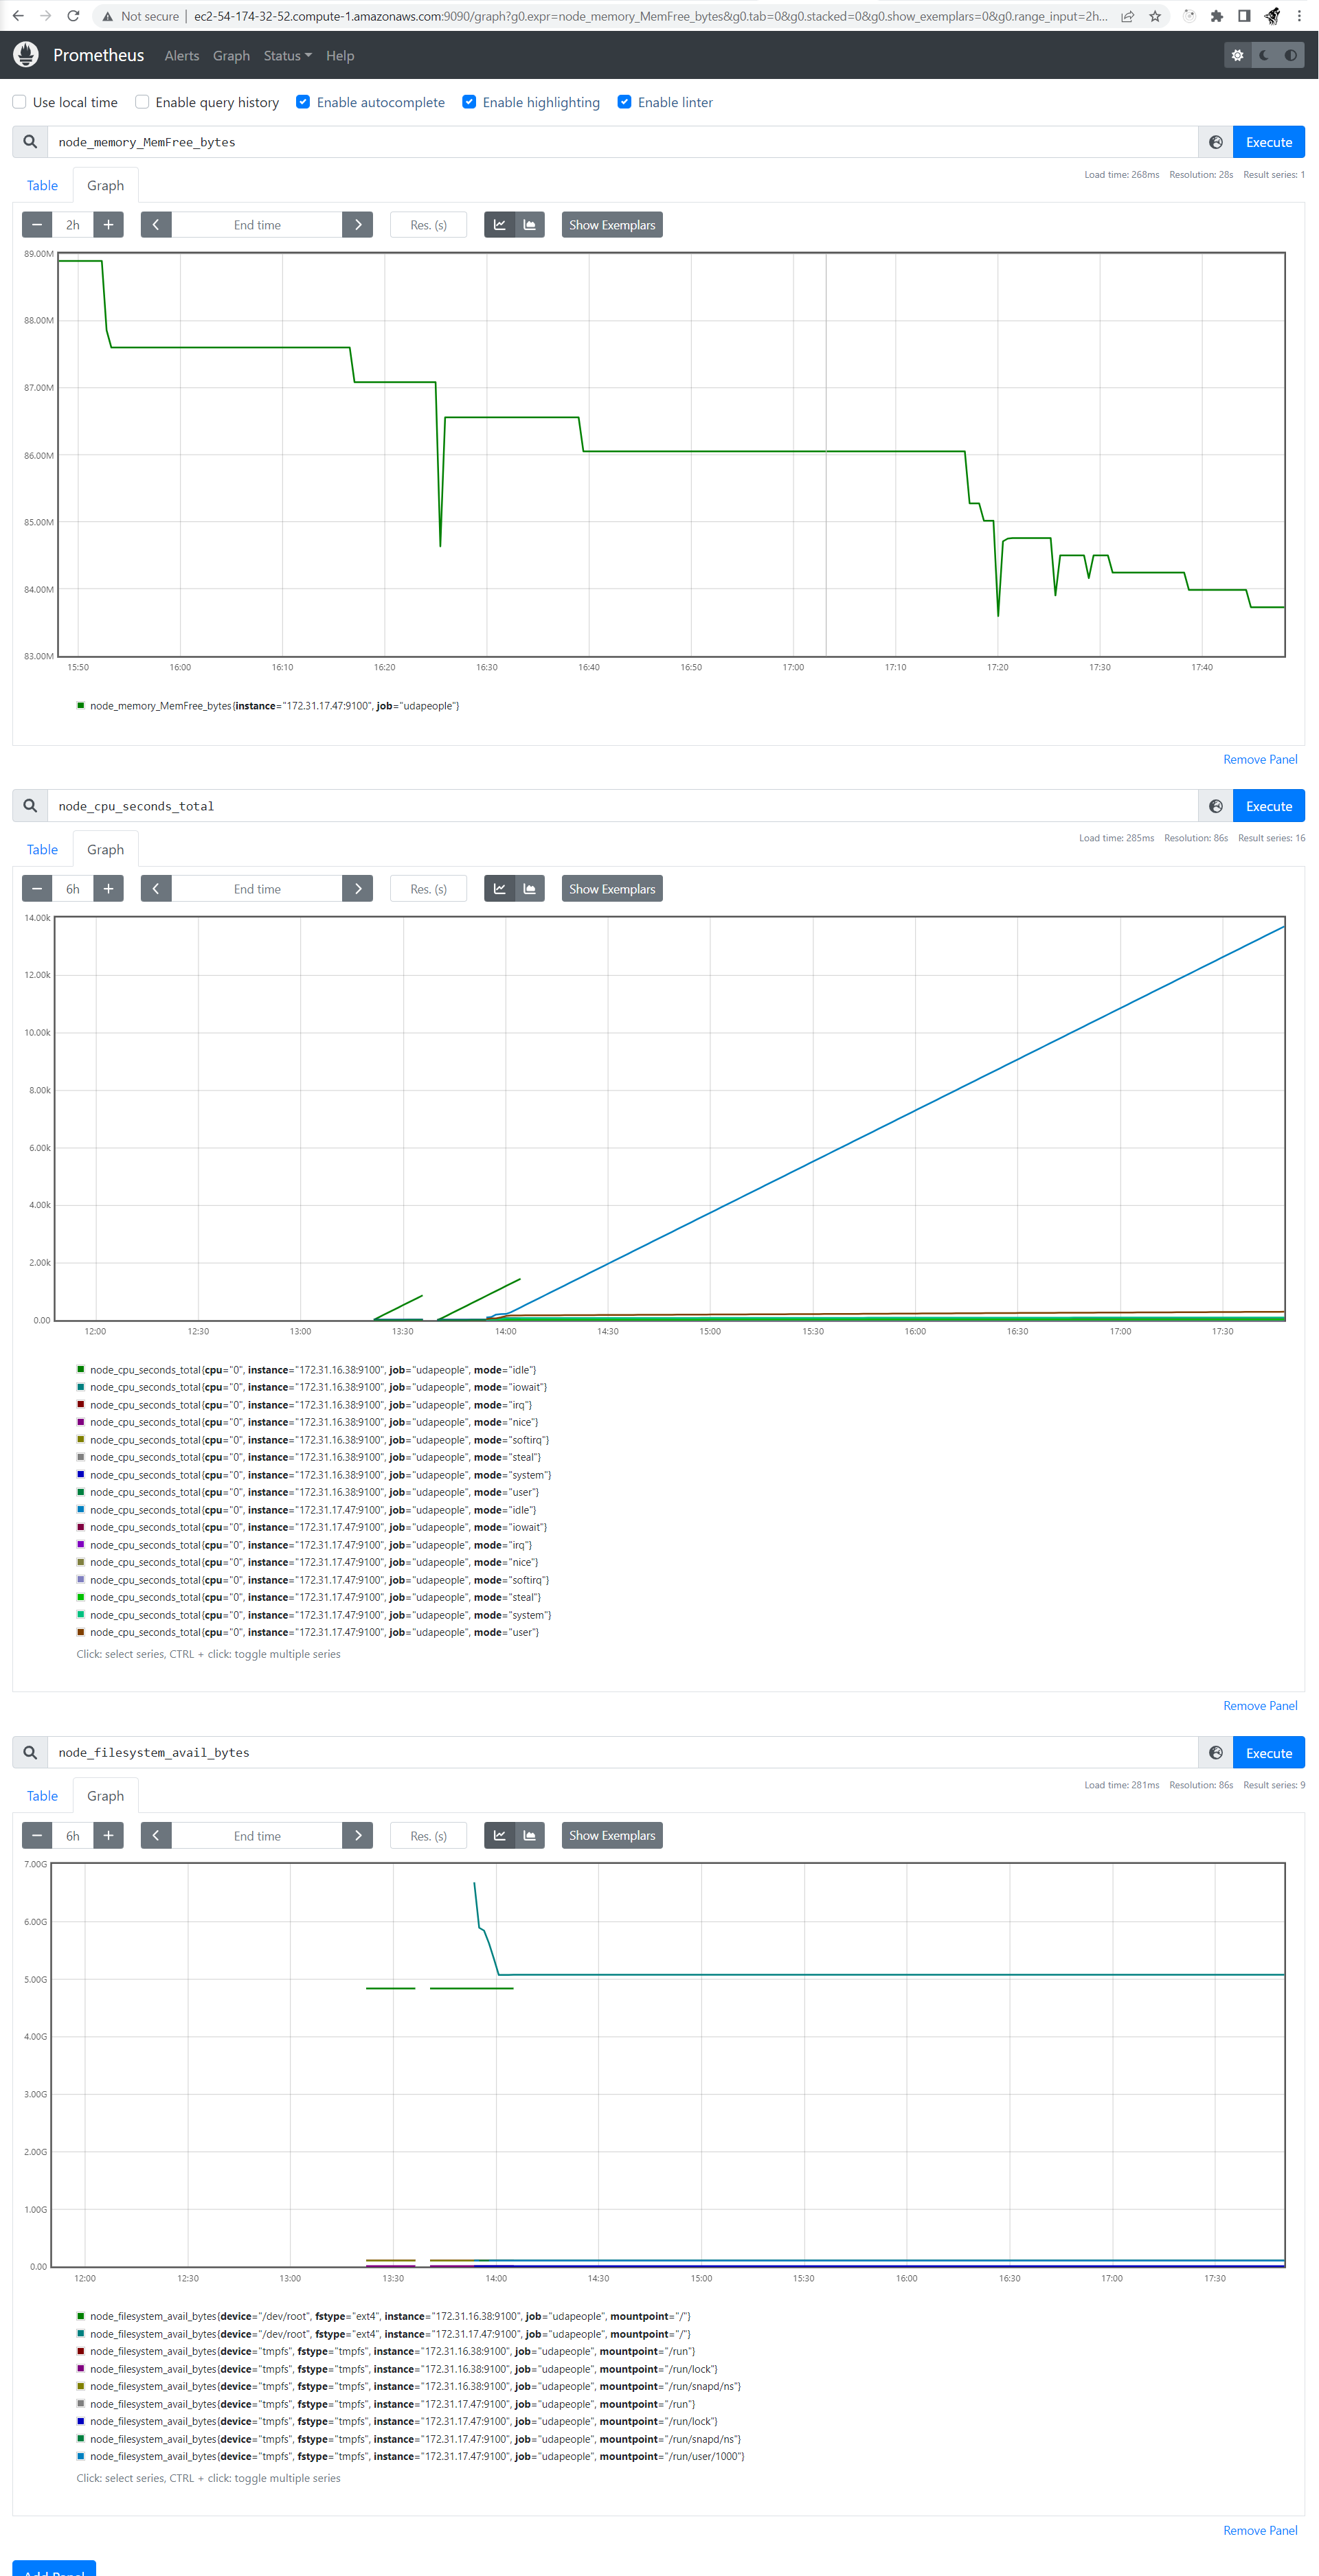 Not secure | ec2-54-174-32-52.compute-1.amazonaws.com:9090/graph?g0.expr=node_memory_MemFree_bytes&g0.tab=0&g0.stacked=0&g0.show_exemplars=0&g0.range_input=2h...
Prometheus Alerts Graph Status Help
Use local time Enable query history Enable autocomplete Enable highlighting Enable linter
node_memory_MemFree_bytes Execute
Load time: 268ms Resolution: 28s Result series: 1
Table Graph
− 2h + End time Res. (s) Show Exemplars
89.00M
88.00M
87.00M
86.00M
85.00M
84.00M
83.00M
15:50 16:00 16:10 16:20 16:30 16:40 16:50 17:00 17:10 17:20 17:30 17:40
node_memory_MemFree_bytes{instance="172.31.17.47:9100", job="udapeople"}
Remove Panel
node_cpu_seconds_total Execute
Load time: 285ms Resolution: 86s Result series: 16
Table Graph
− 6h + End time Res. (s) Show Exemplars
14.00k
12.00k
10.00k
8.00k
6.00k
4.00k
2.00k
0.00
12:00 12:30 13:00 13:30 14:00 14:30 15:00 15:30 16:00 16:30 17:00 17:30
node_cpu_seconds_total{cpu="0", instance="172.31.16.38:9100", job="udapeople", mode="idle"}
node_cpu_seconds_total{cpu="0", instance="172.31.16.38:9100", job="udapeople", mode="iowait"}
node_cpu_seconds_total{cpu="0", instance="172.31.16.38:9100", job="udapeople", mode="irq"}
node_cpu_seconds_total{cpu="0", instance="172.31.16.38:9100", job="udapeople", mode="nice"}
node_cpu_seconds_total{cpu="0", instance="172.31.16.38:9100", job="udapeople", mode="softirq"}
node_cpu_seconds_total{cpu="0", instance="172.31.16.38:9100", job="udapeople", mode="steal"}
node_cpu_seconds_total{cpu="0", instance="172.31.16.38:9100", job="udapeople", mode="system"}
node_cpu_seconds_total{cpu="0", instance="172.31.16.38:9100", job="udapeople", mode="user"}
node_cpu_seconds_total{cpu="0", instance="172.31.17.47:9100", job="udapeople", mode="idle"}
node_cpu_seconds_total{cpu="0", instance="172.31.17.47:9100", job="udapeople", mode="iowait"}
node_cpu_seconds_total{cpu="0", instance="172.31.17.47:9100", job="udapeople", mode="irq"}
node_cpu_seconds_total{cpu="0", instance="172.31.17.47:9100", job="udapeople", mode="nice"}
node_cpu_seconds_total{cpu="0", instance="172.31.17.47:9100", job="udapeople", mode="softirq"}
node_cpu_seconds_total{cpu="0", instance="172.31.17.47:9100", job="udapeople", mode="steal"}
node_cpu_seconds_total{cpu="0", instance="172.31.17.47:9100", job="udapeople", mode="system"}
node_cpu_seconds_total{cpu="0", instance="172.31.17.47:9100", job="udapeople", mode="user"}
Click: select series, CTRL + click: toggle multiple series
Remove Panel
node_filesystem_avail_bytes Execute
Load time: 281ms Resolution: 86s Result series: 9
Table Graph
− 6h + End time Res. (s) Show Exemplars
7.00G
6.00G
5.00G
4.00G
3.00G
2.00G
1.00G
0.00
12:00 12:30 13:00 13:30 14:00 14:30 15:00 15:30 16:00 16:30 17:00 17:30
node_filesystem_avail_bytes{device="/dev/root", fstype="ext4", instance="172.31.16.38:9100", job="udapeople", mountpoint="/"}
node_filesystem_avail_bytes{device="/dev/root", fstype="ext4", instance="172.31.17.47:9100", job="udapeople", mountpoint="/"}
node_filesystem_avail_bytes{device="tmpfs", fstype="tmpfs", instance="172.31.16.38:9100", job="udapeople", mountpoint="/run"}
node_filesystem_avail_bytes{device="tmpfs", fstype="tmpfs", instance="172.31.16.38:9100", job="udapeople", mountpoint="/run/lock"}
node_filesystem_avail_bytes{device="tmpfs", fstype="tmpfs", instance="172.31.16.38:9100", job="udapeople", mountpoint="/run/snapd/ns"}
node_filesystem_avail_bytes{device="tmpfs", fstype="tmpfs", instance="172.31.17.47:9100", job="udapeople", mountpoint="/run"}
node_filesystem_avail_bytes{device="tmpfs", fstype="tmpfs", instance="172.31.17.47:9100", job="udapeople", mountpoint="/run/lock"}
node_filesystem_avail_bytes{device="tmpfs", fstype="tmpfs", instance="172.31.17.47:9100", job="udapeople", mountpoint="/run/snapd/ns"}
node_filesystem_avail_bytes{device="tmpfs", fstype="tmpfs", instance="172.31.17.47:9100", job="udapeople", mountpoint="/run/user/1000"}
Click: select series, CTRL + click: toggle multiple series
Remove Panel
Add Panel